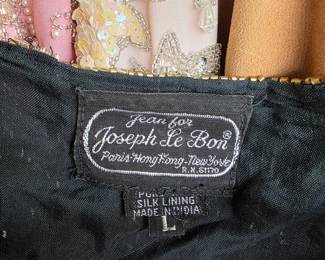 Jean for
Joseph Le Bon®
Paris·Hong Kong·New York
R.N. 61170
PURE
SILK LINING
MADE IN INDIA
L